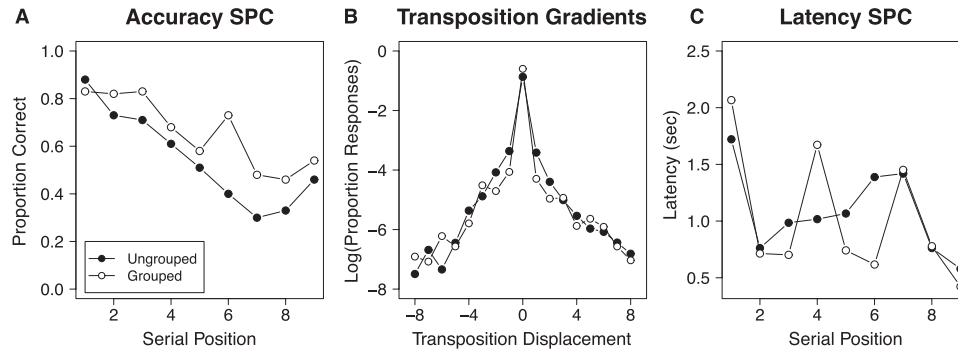 A Accuracy SPC
Proportion Correct
1.0
0.8
0.6
0.4
0.2
0.0
Ungrouped
Grouped
2 4 6 8
Serial Position
B Transposition Gradients
Log(Proportion Responses)
0
−2
−4
−6
−8
−8 −4 0 4 8
Transposition Displacement
C Latency SPC
Latency (sec)
2.5
2.0
1.5
1.0
0.5
2 4 6 8
Serial Position